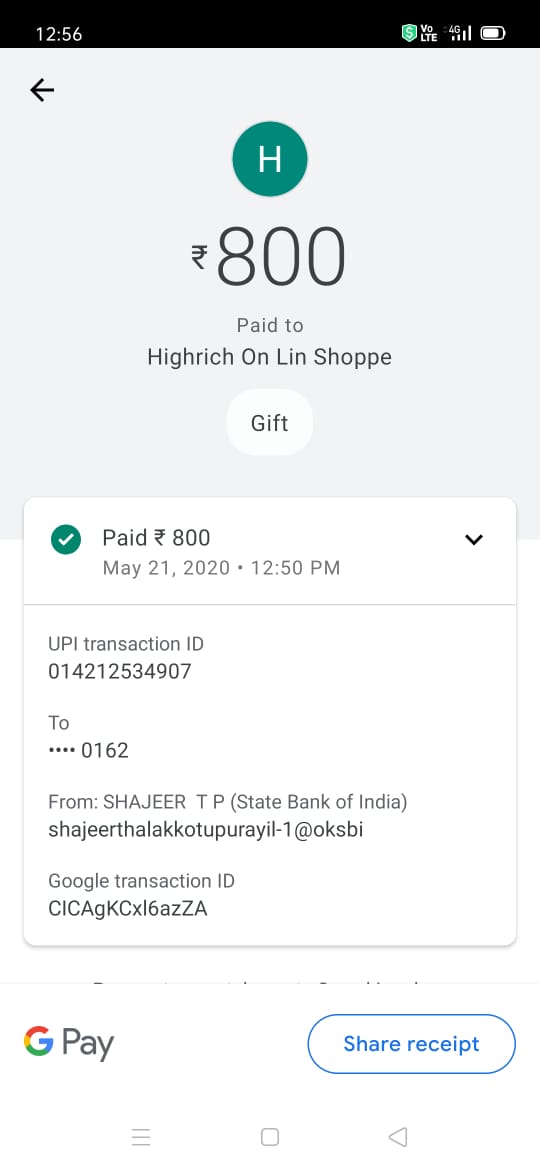 12:56
Vo
LTE
4G
H
₹800
Paid to
Highrich On Lin Shoppe
Gift
Paid ₹ 800
May 21, 2020 • 12:50 PM
UPI transaction ID
014212534907
To
•••• 0162
From: SHAJEER T P (State Bank of India)
shajeerthalakkotupurayil-1@oksbi
Google transaction ID
CICAgKCxl6azZA
G Pay
Share receipt